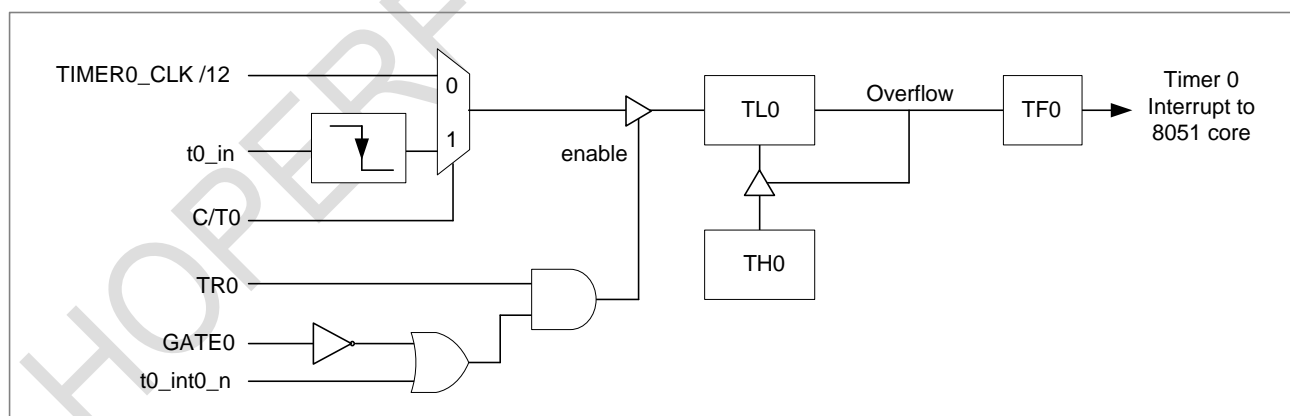 TIMER0_CLK /12
0
1
t0_in
C/T0
enable
TL0
Overflow
TF0
Timer 0
Interrupt to
8051 core
TH0
TR0
GATE0
t0_int0_n
HOPERF